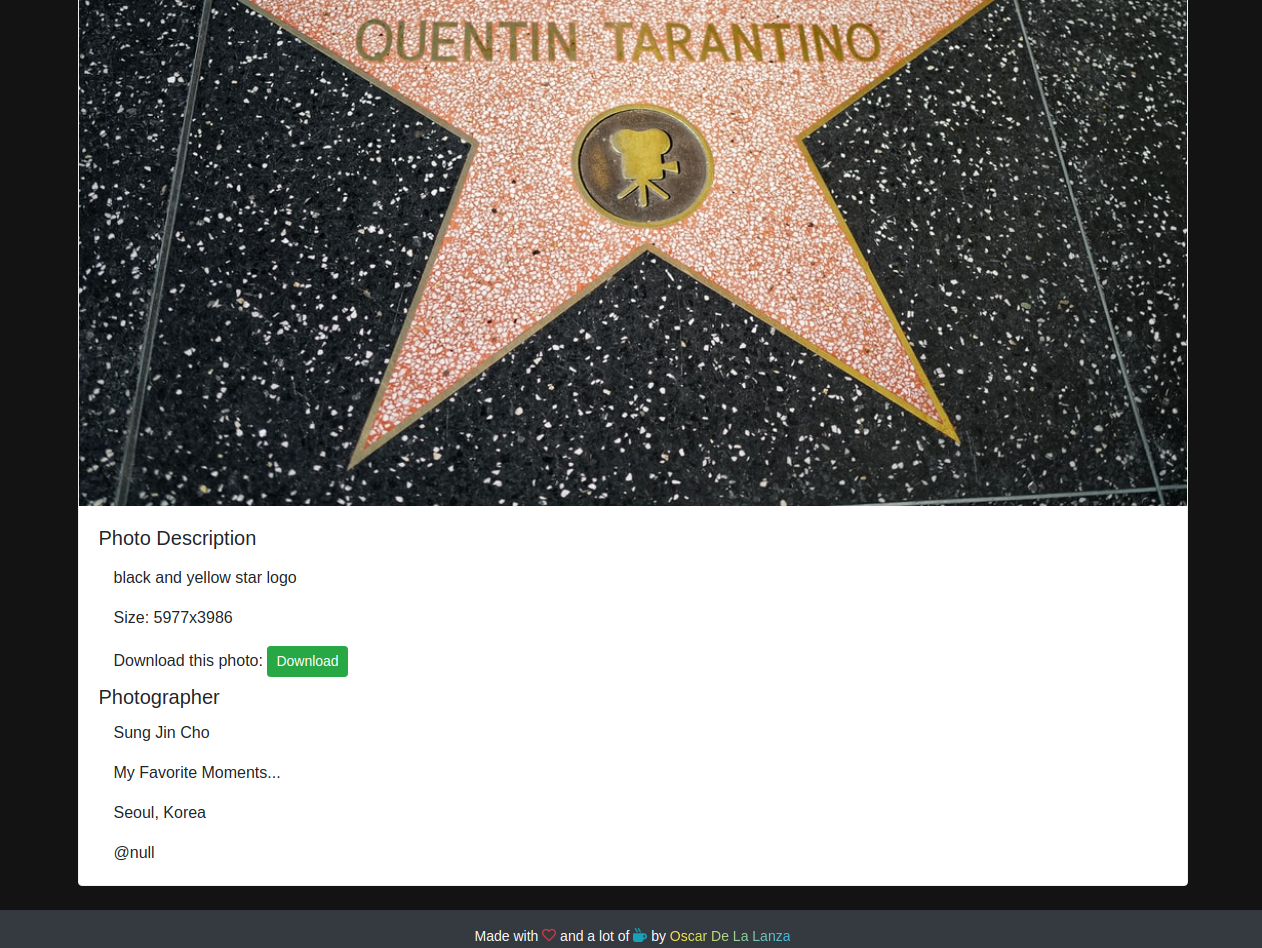 QUENTIN TARANTINO
Photo Description
black and yellow star logo
Size: 5977x3986
Download this photo: Download
Photographer
Sung Jin Cho
My Favorite Moments...
Seoul, Korea
@null
Made with and a lot of by Oscar De La Lanza